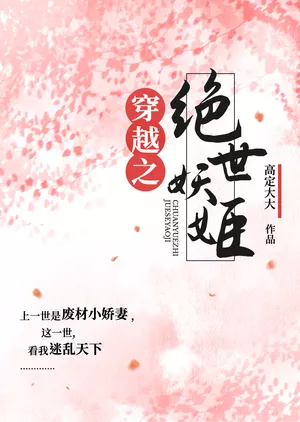 穿越之
绝世妖姬
CHUANYUEZHI
JUESEYAOJI
高定大大
作品
上一世是废材小娇妻，
这一世，
看我迷乱天下
…………